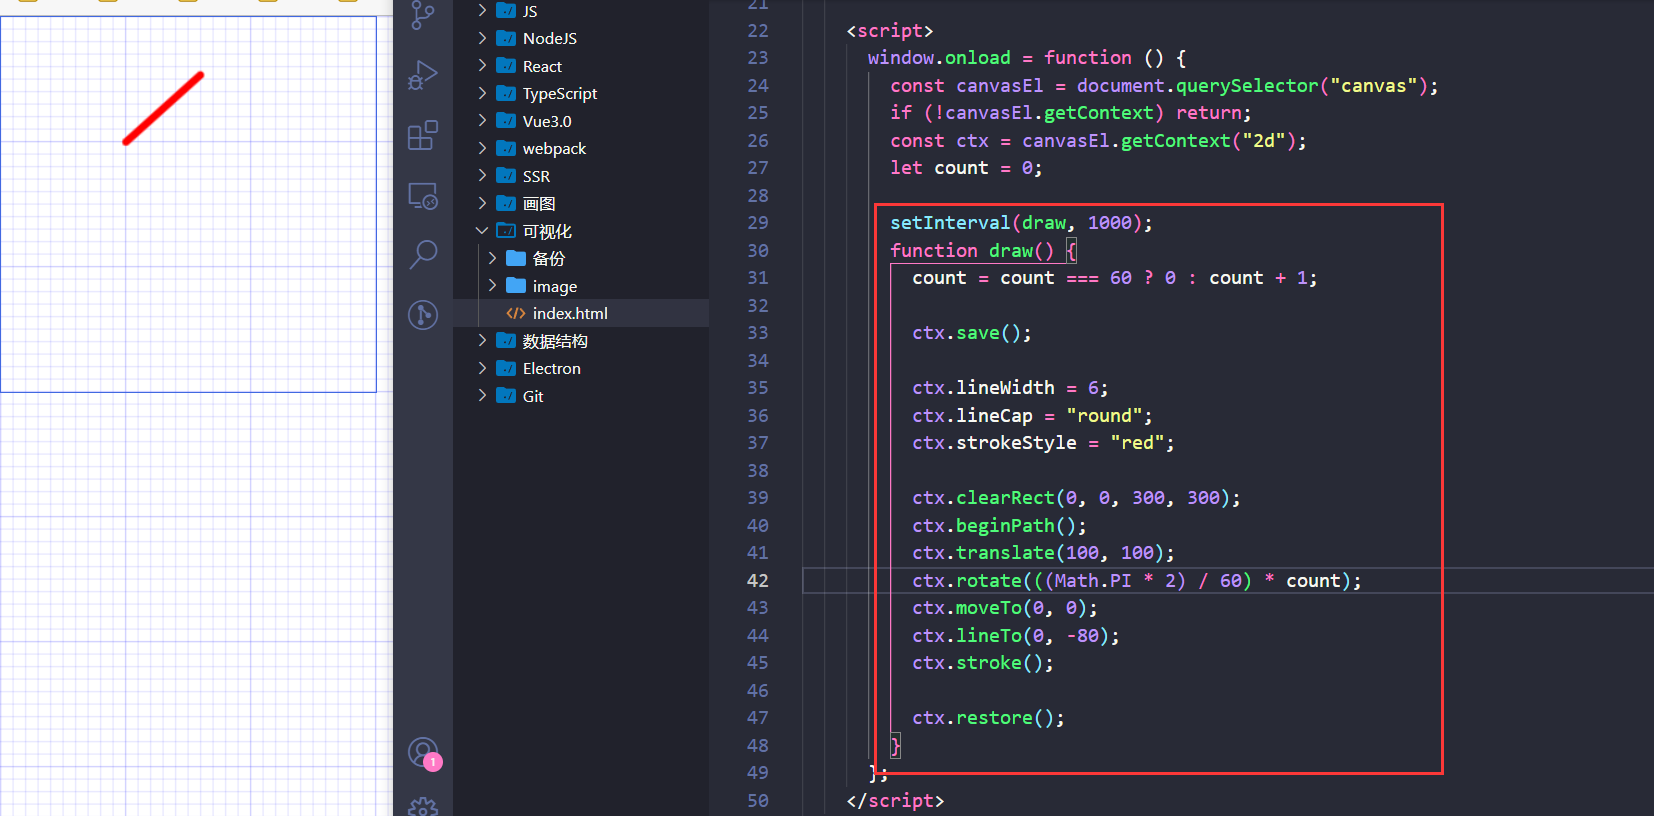 JS
NodeJS
React
TypeScript
Vue3.0
webpack
SSR
画图
可视化
备份
image
index.html
数据结构
Electron
Git
1
21
22 <script>
23 window.onload = function () {
24 const canvasEl = document.querySelector("canvas");
25 if (!canvasEl.getContext) return;
26 const ctx = canvasEl.getContext("2d");
27 let count = 0;
28
29 setInterval(draw, 1000);
30 function draw() {
31 count = count === 60 ? 0 : count + 1;
32
33 ctx.save();
34
35 ctx.lineWidth = 6;
36 ctx.lineCap = "round";
37 ctx.strokeStyle = "red";
38
39 ctx.clearRect(0, 0, 300, 300);
40 ctx.beginPath();
41 ctx.translate(100, 100);
42 ctx.rotate(((Math.PI * 2) / 60) * count);
43 ctx.moveTo(0, 0);
44 ctx.lineTo(0, -80);
45 ctx.stroke();
46
47 ctx.restore();
48 }
49 };
50 </script>